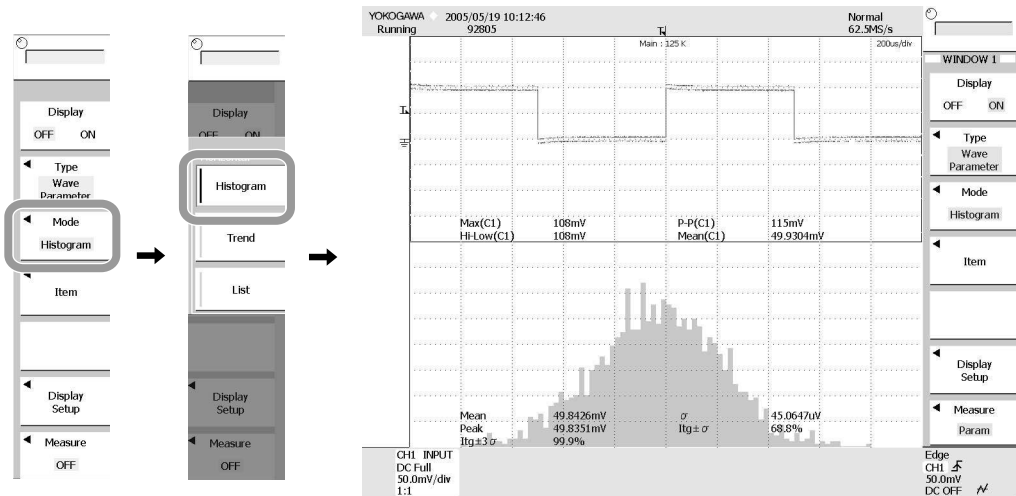 Display
OFF ON
Type
Wave
Parameter
Mode
Histogram
Item
Display
Setup
Measure
OFF
Display
OFF ON
Histogram
Trend
List
Display
Setup
Measure
OFF
YOKOGAWA 2005/05/19 10:12:46
Running 92805
Normal
62.5MS/s
Main : 125 K
200us/div
Max(C1) 108mV P-P(C1) 115mV
Hi-Low(C1) 108mV Mean(C1) 49.9304mV
Mean 49.8426mV σ 45.0647uV
Peak 49.8351mV Itg±σ 68.8%
Itg±3σ 99.9%
CH1 INPUT
DC Full
50.0mV/div
1:1
WINDOW 1
Display
OFF ON
Type
Wave
Parameter
Mode
Histogram
Item
Display
Setup
Measure
Param
Edge
CH1
50.0mV
DC OFF